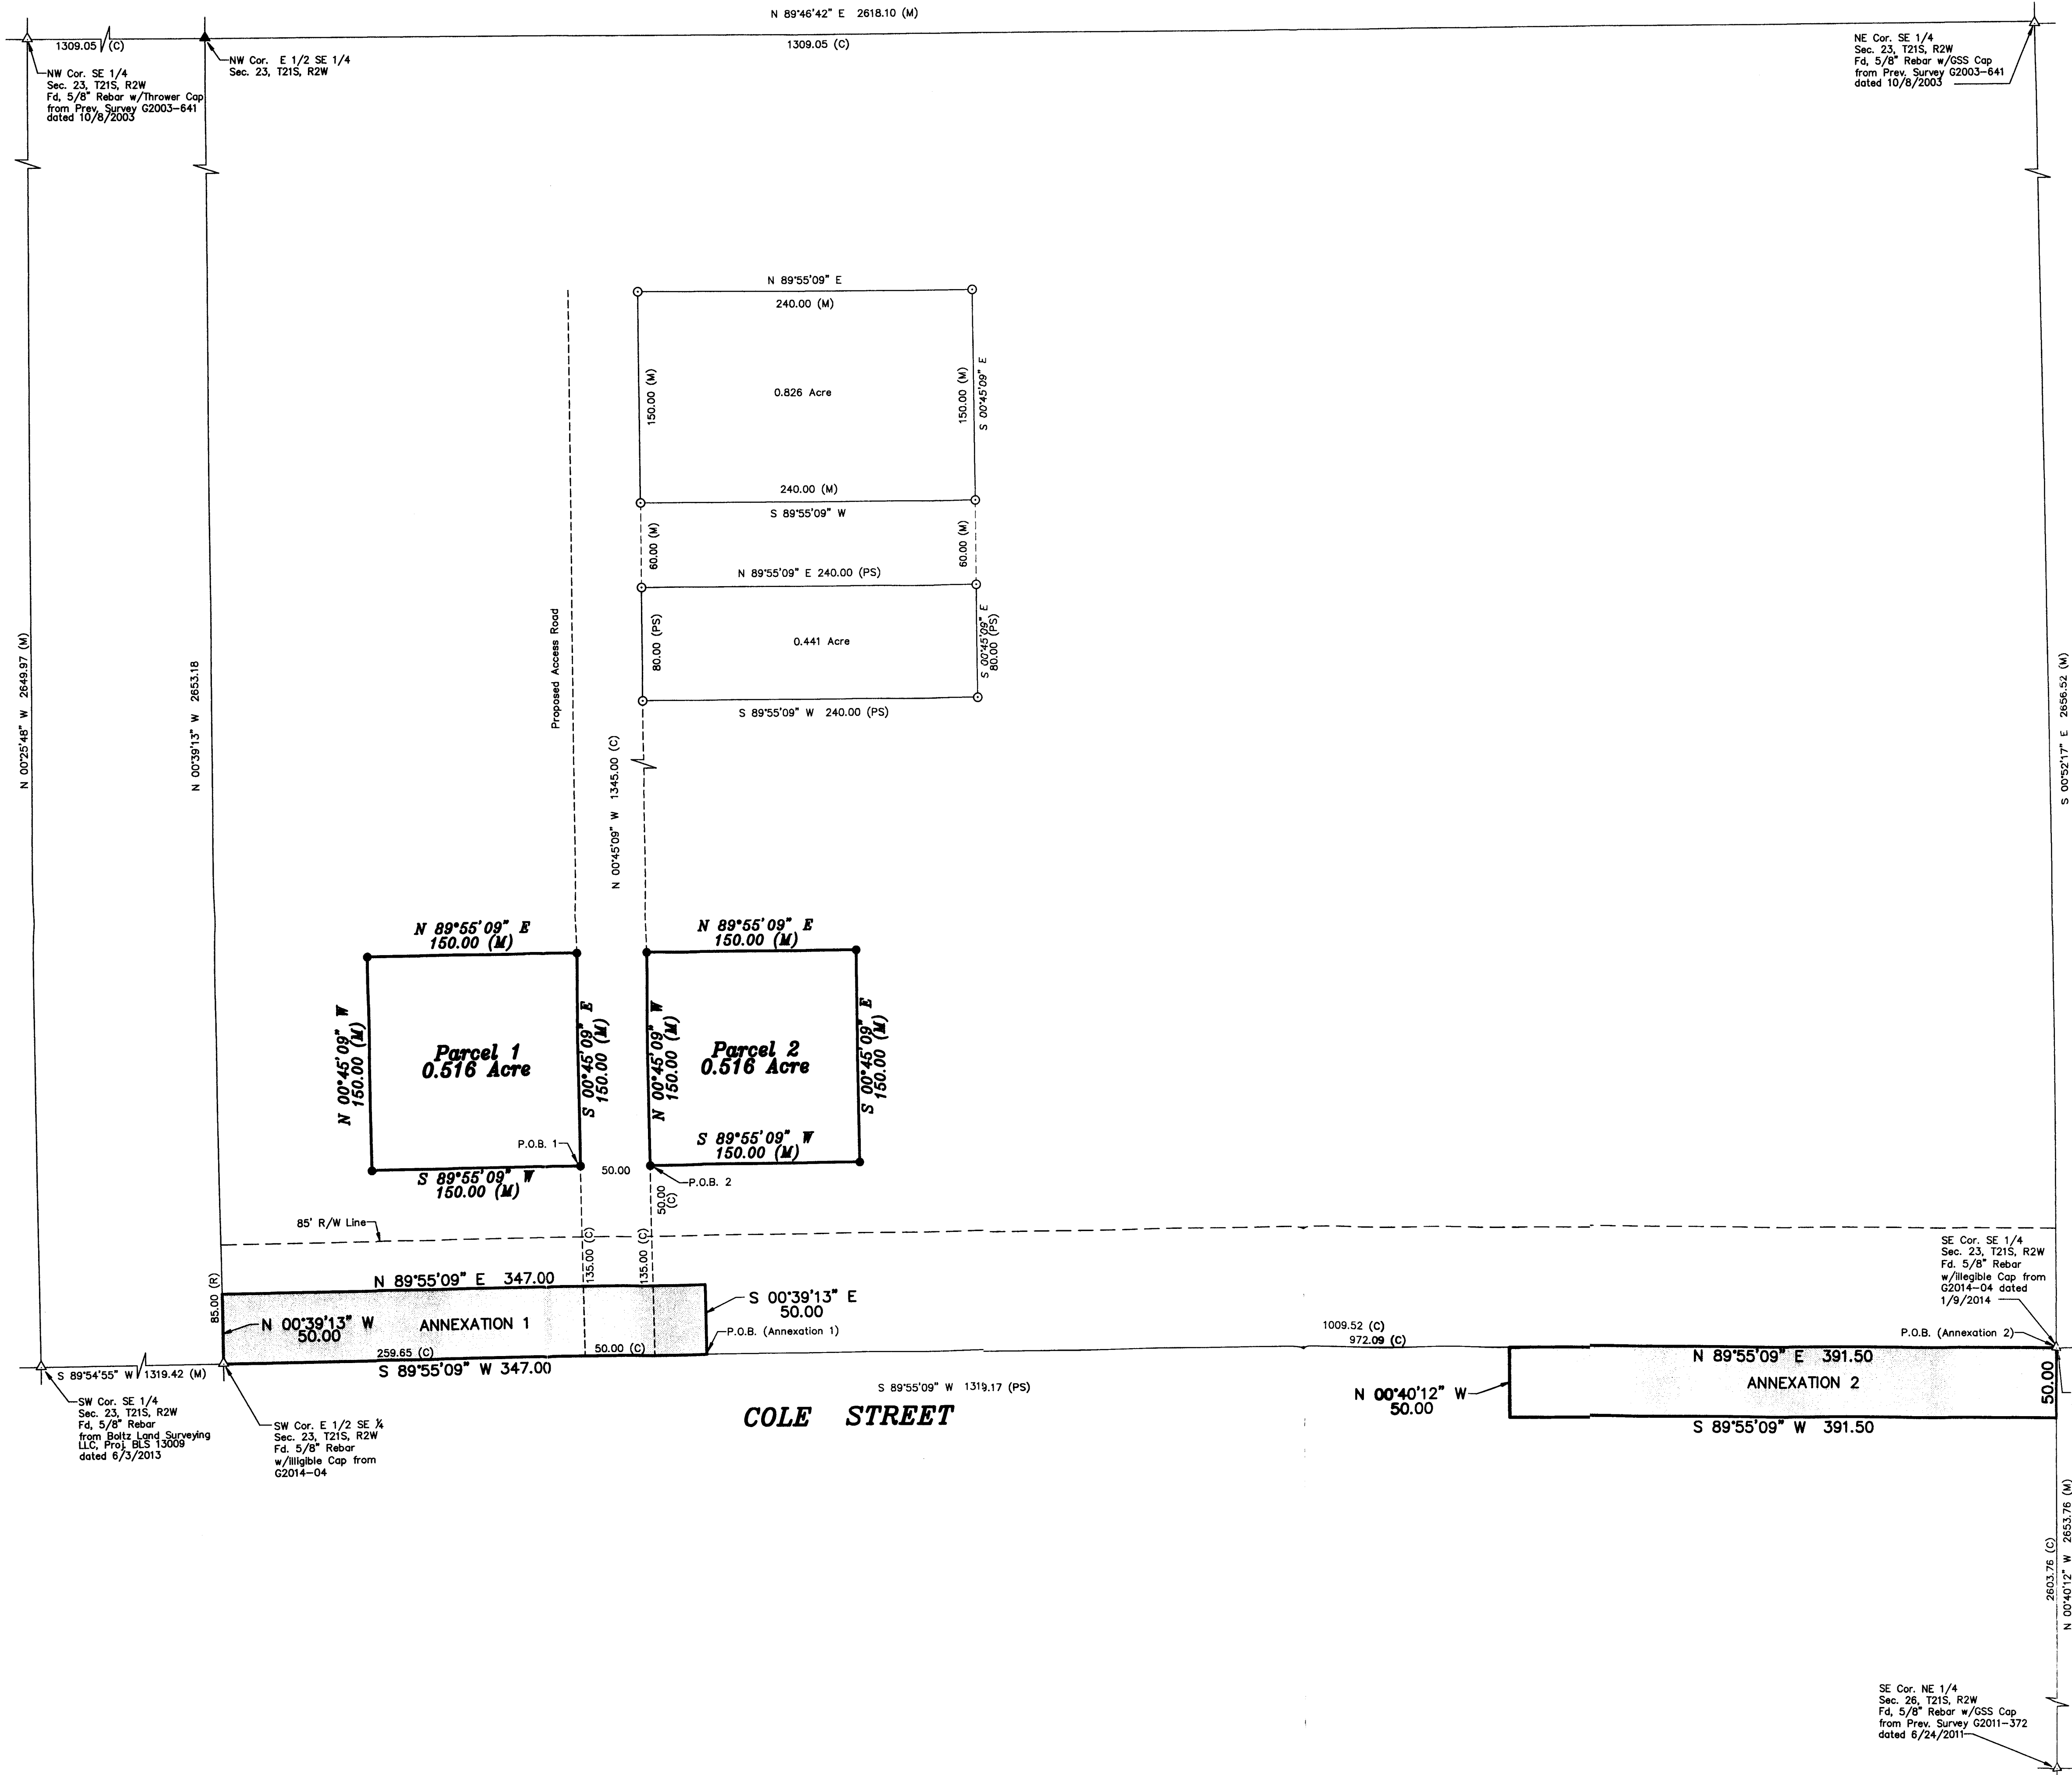 N 89°46'42" E 2618.10 (M)
1309.05 (C)
1309.05 (C)
NW Cor. SE 1/4
Sec. 23, T21S, R2W
Fd, 5/8" Rebar w/Thrower Cap
from Prev. Survey G2003-641
dated 10/8/2003
NW Cor. E 1/2 SE 1/4
Sec. 23, T21S, R2W
NE Cor. SE 1/4
Sec. 23, T21S, R2W
Fd, 5/8" Rebar w/GSS Cap
from Prev. Survey G2003-641
dated 10/8/2003
N 89°55'09" E
240.00 (M)
150.00 (M)
0.826 Acre
150.00 (M)
S 00°45'09" E
240.00 (M)
S 89°55'09" W
60.00 (M)
60.00 (M)
N 89°55'09" E 240.00 (PS)
80.00 (PS)
0.441 Acre
S 00°45'09" E
80.00 (PS)
S 89°55'09" W 240.00 (PS)
Proposed Access Road
N 00°25'48" W 2649.97 (M)
N 00°39'13" W 2653.18
N 00°45'09" W 1345.00 (C)
S 00°52'17" E 2656.52 (M)
N 89°55'09" E
150.00 (M)
N 89°55'09" E
150.00 (M)
N 00°45'09" W
150.00 (M)
Parcel 1
0.516 Acre
S 00°45'09" E
150.00 (M)
N 00°45'09" W
150.00 (M)
Parcel 2
0.516 Acre
S 00°45'09" E
150.00 (M)
P.O.B. 1
S 89°55'09" W
150.00 (M)
50.00
S 89°55'09" W
150.00 (M)
P.O.B. 2
50.00
(C)
85' R/W Line
135.00 (C)
135.00 (C)
85.00 (R)
N 89°55'09" E 347.00
S 00°39'13" E
50.00
N 00°39'13" W
50.00
ANNEXATION 1
P.O.B. (Annexation 1)
259.65 (C)
50.00 (C)
S 89°55'09" W 347.00
S 89°54'55" W 1319.42 (M)
SW Cor. SE 1/4
Sec. 23, T21S, R2W
Fd, 5/8" Rebar
from Boltz Land Surveying
LLC, Proj. BLS 13009
dated 6/3/2013
SW Cor. E 1/2 SE ¼
Sec. 23, T21S, R2W
Fd. 5/8" Rebar
w/illigible Cap from
G2014-04
S 89°55'09" W 1319.17 (PS)
COLE STREET
1009.52 (C)
972.09 (C)
SE Cor. SE 1/4
Sec. 23, T21S, R2W
Fd. 5/8" Rebar
w/illegible Cap from
G2014-04 dated
1/9/2014
P.O.B. (Annexation 2)
N 89°55'09" E 391.50
ANNEXATION 2
50.00
N 00°40'12" W
50.00
S 89°55'09" W 391.50
2603.76 (C)
N 00°40'12" W 2653.76 (M)
SE Cor. NE 1/4
Sec. 26, T21S, R2W
Fd, 5/8" Rebar w/GSS Cap
from Prev. Survey G2011-372
dated 6/24/2011